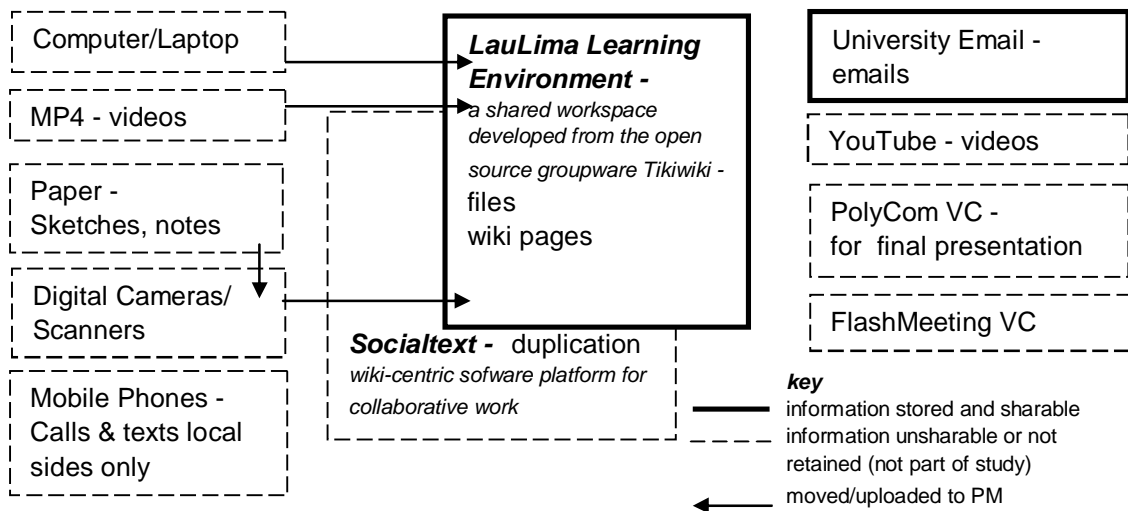 Computer/Laptop
MP4 - videos
Paper -
Sketches, notes
Digital Cameras/
Scanners
Mobile Phones -
Calls & texts local
sides only
LauLima Learning
Environment -
a shared workspace
developed from the open
source groupware Tikiwiki -
files
wiki pages
Socialtext - duplication
wiki-centric sofware platform for
collaborative work
University Email -
emails
YouTube - videos
PolyCom VC -
for final presentation
FlashMeeting VC
key
information stored and sharable
information unsharable or not
retained (not part of study)
moved/uploaded to PM